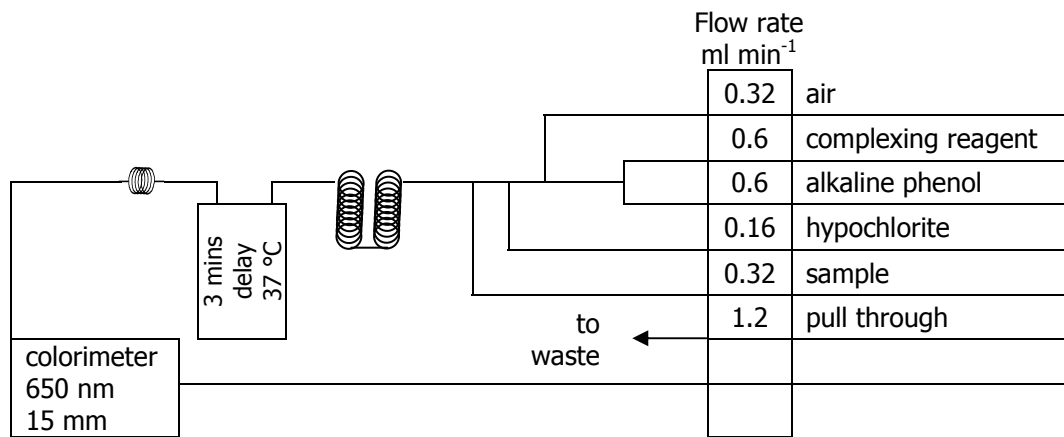 Flow rate
ml min⁻¹
0.32 air
0.6 complexing reagent
0.6 alkaline phenol
0.16 hypochlorite
0.32 sample
1.2 pull through
to
waste
3 mins
delay
37 °C
colorimeter
650 nm
15 mm